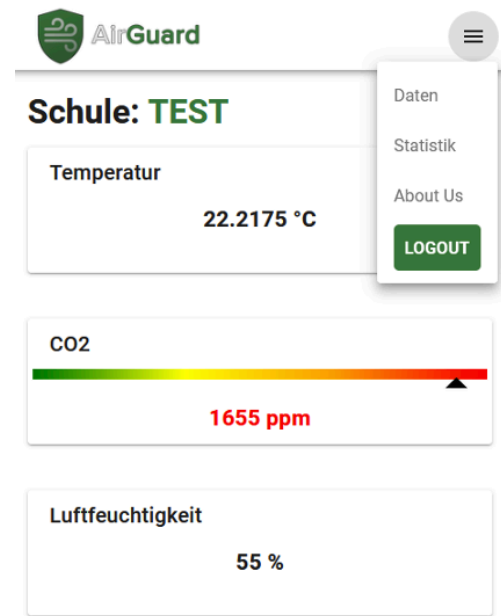 AirGuard
Daten
Statistik
About Us
LOGOUT
Schule: TEST
Temperatur
22.2175 °C
CO2
1655 ppm
Luftfeuchtigkeit
55 %